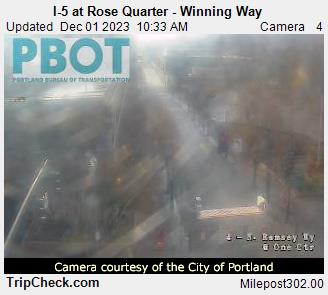 I-5 at Rose Quarter - Winning Way
Updated Dec 01 2023 10:33 AM Camera 4
PBOT
PORTLAND BUREAU OF TRANSPORTATION
4 - N. Ramsey Wy
@ One Ctr
Camera courtesy of the City of Portland
TripCheck.com Milepost302.00